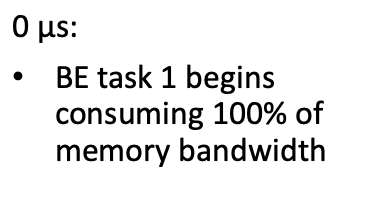 0 μs:
• BE task 1 begins
consuming 100% of
memory bandwidth